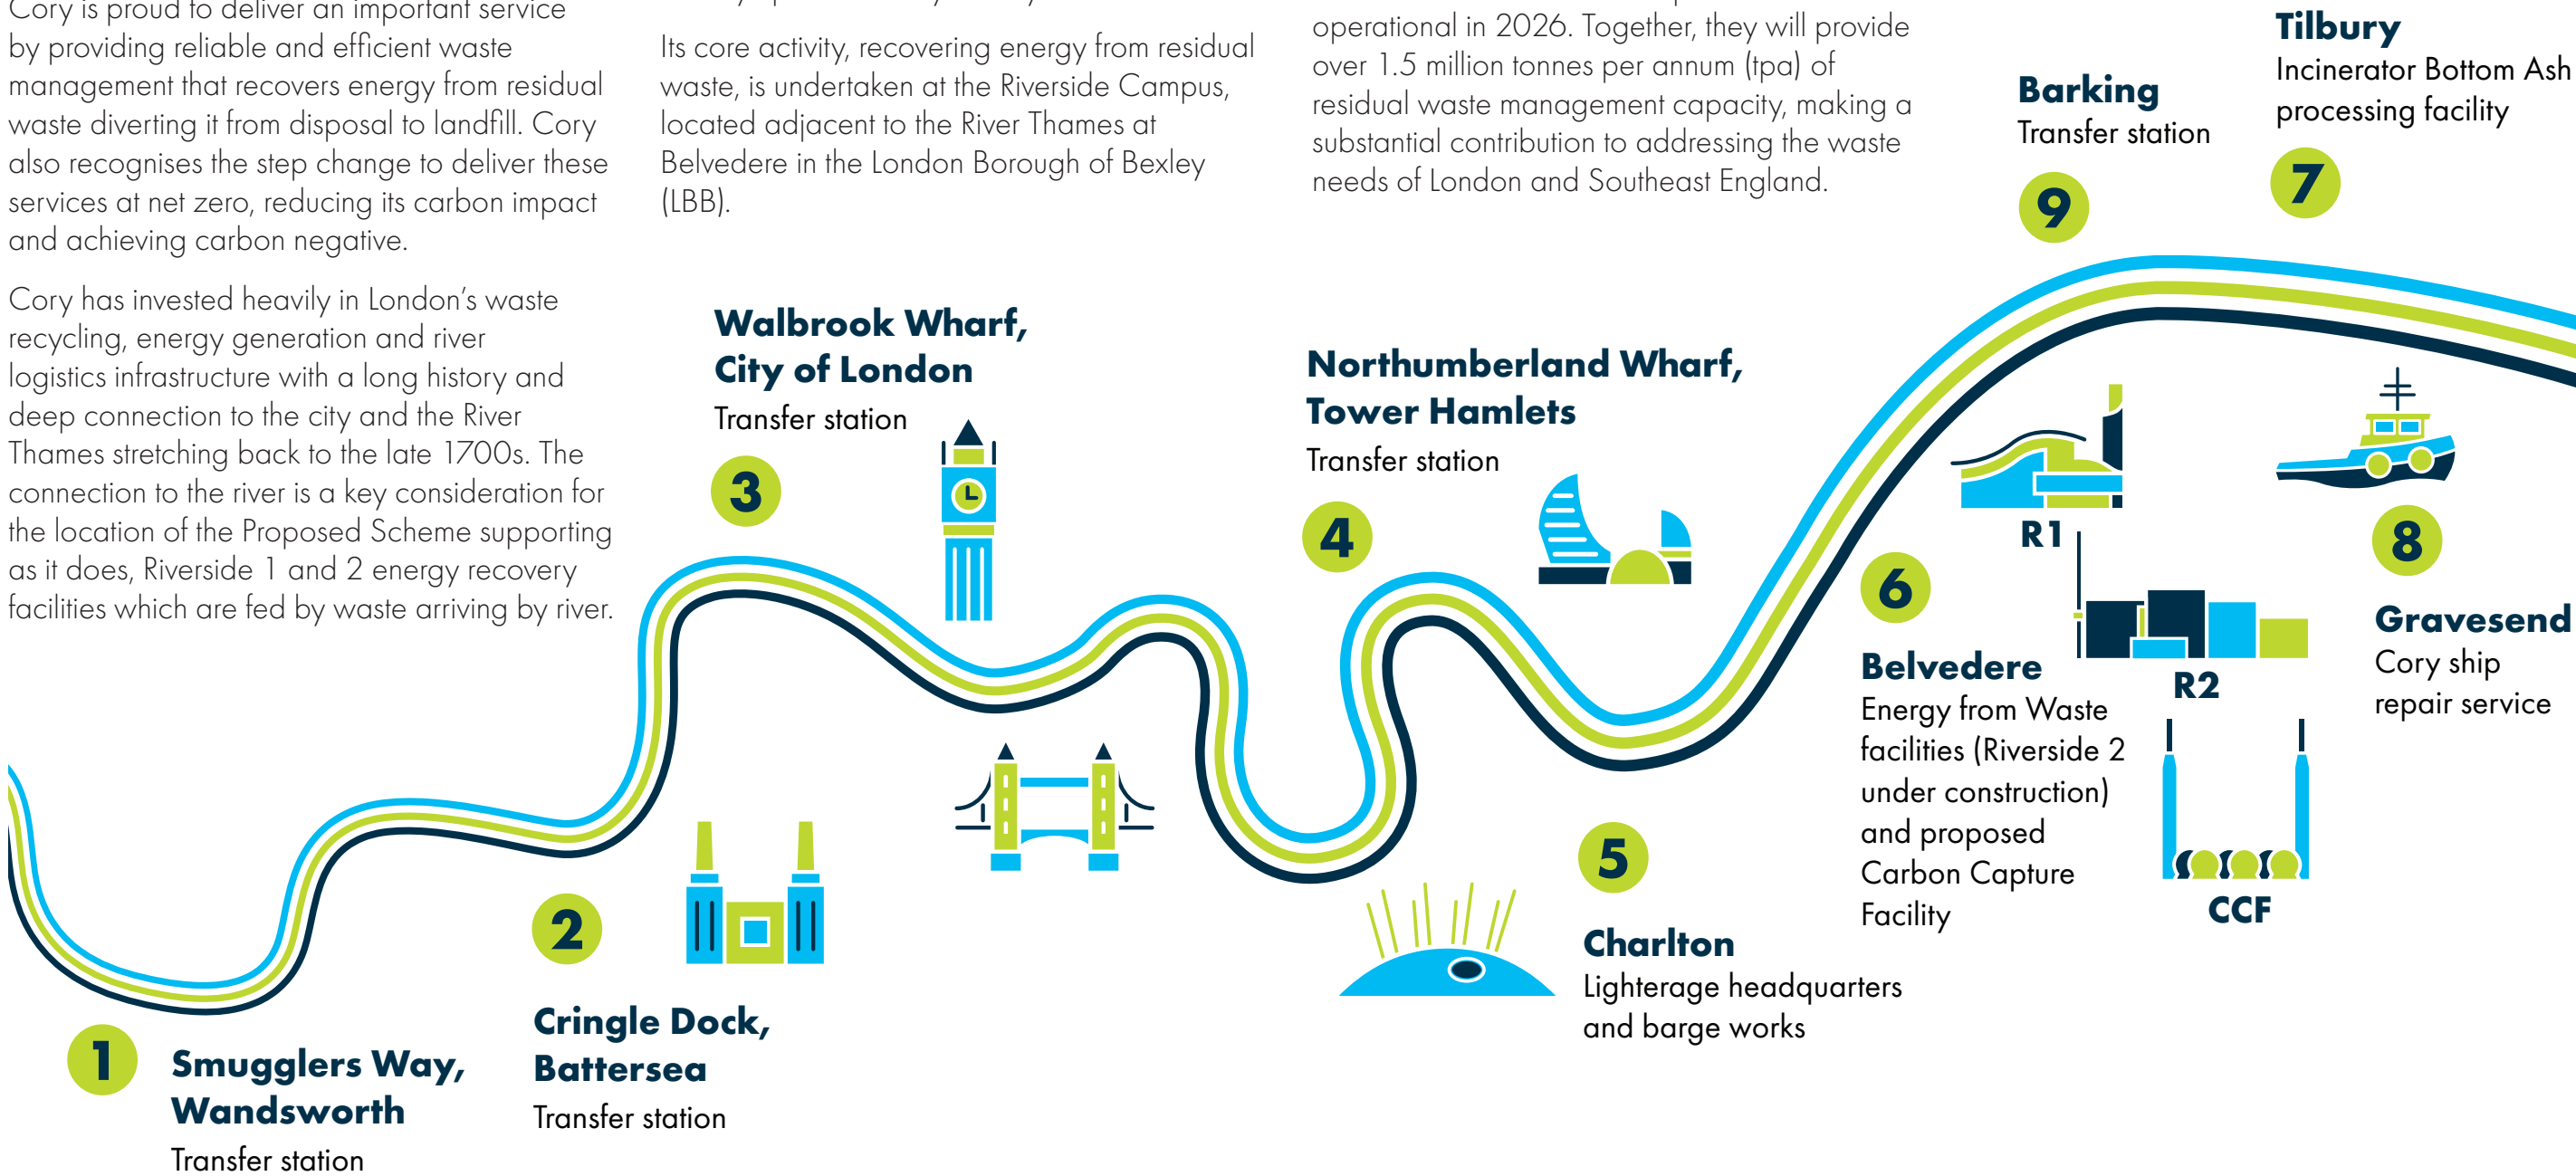 Cory is proud to deliver an important service
by providing reliable and efficient waste
management that recovers energy from residual
waste diverting it from disposal to landfill. Cory
also recognises the step change to deliver these
services at net zero, reducing its carbon impact
and achieving carbon negative.
Cory has invested heavily in London’s waste
recycling, energy generation and river
logistics infrastructure with a long history and
deep connection to the city and the River
Thames stretching back to the late 1700s. The
connection to the river is a key consideration for
the location of the Proposed Scheme supporting
as it does, Riverside 1 and 2 energy recovery
facilities which are fed by waste arriving by river.
Its core activity, recovering energy from residual
waste, is undertaken at the Riverside Campus,
located adjacent to the River Thames at
Belvedere in the London Borough of Bexley
(LBB).
operational in 2026. Together, they will provide
over 1.5 million tonnes per annum (tpa) of
residual waste management capacity, making a
substantial contribution to addressing the waste
needs of London and Southeast England.
1
Smugglers Way,
Wandsworth
Transfer station
2
Cringle Dock,
Battersea
Transfer station
Walbrook Wharf,
City of London
Transfer station
3
Northumberland Wharf,
Tower Hamlets
Transfer station
4
5
Charlton
Lighterage headquarters
and barge works
6
Belvedere
Energy from Waste
facilities (Riverside 2
under construction)
and proposed
Carbon Capture
Facility
R1
R2
CCF
Barking
Transfer station
9
Tilbury
Incinerator Bottom Ash
processing facility
7
8
Gravesend
Cory ship
repair service